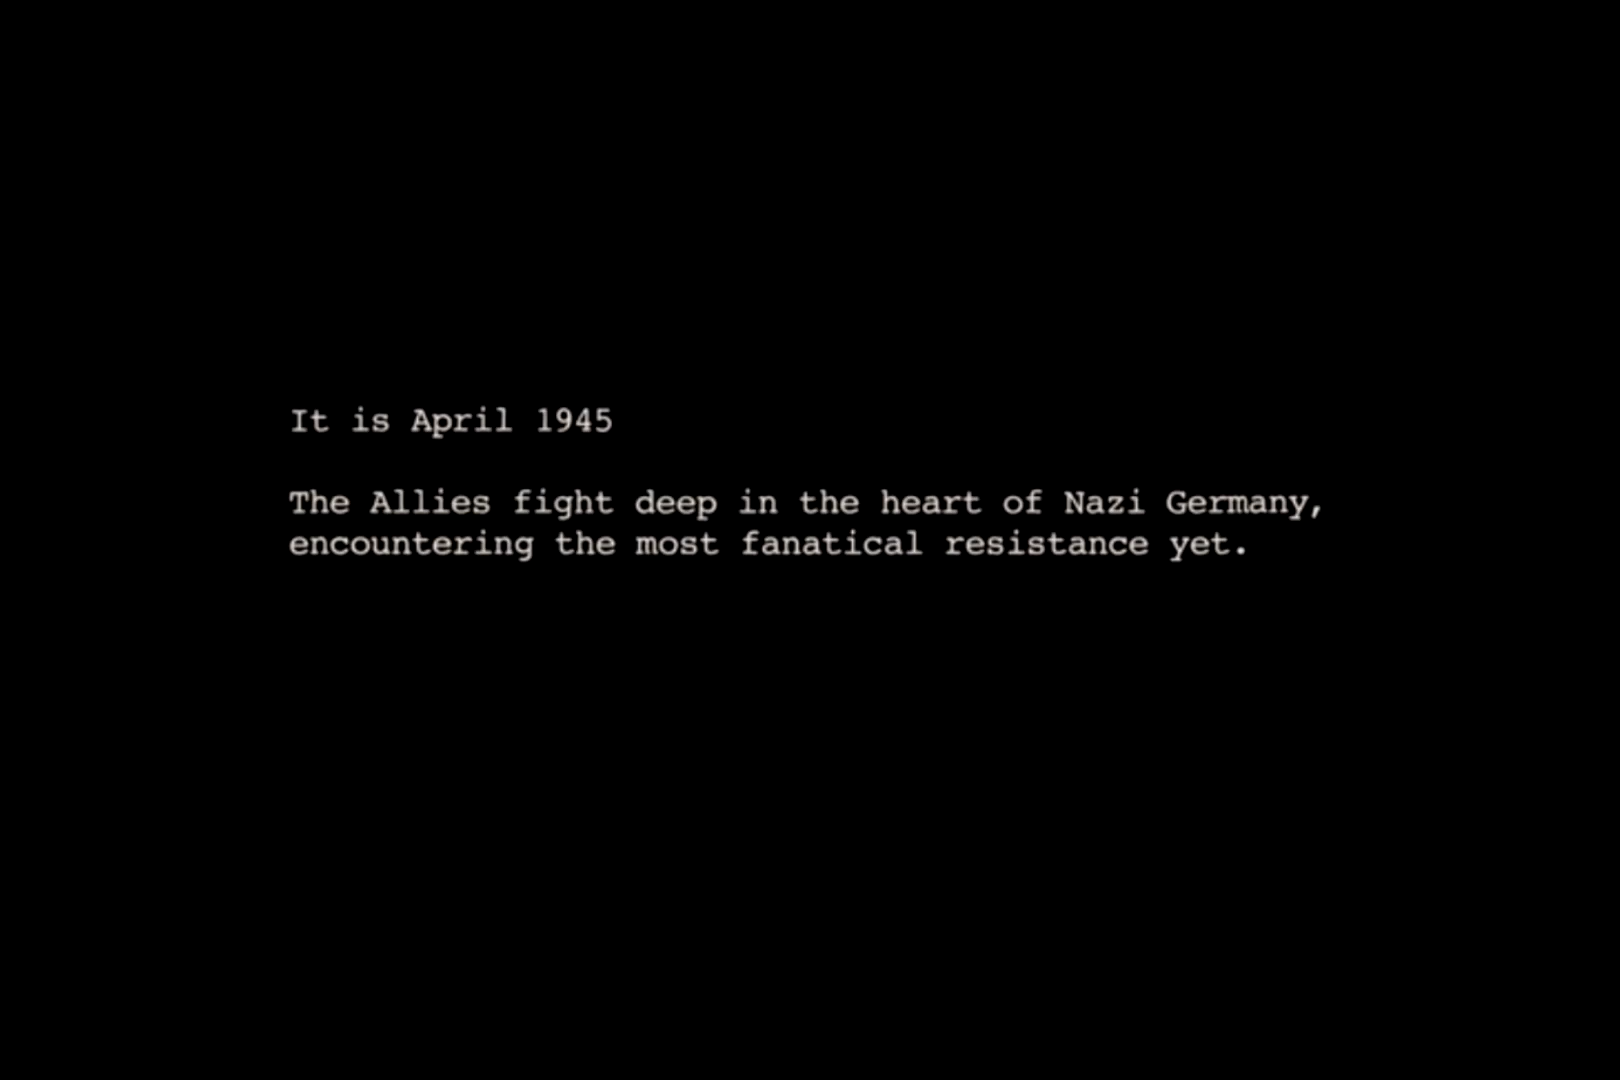 It is April 1945
The Allies fight deep in the heart of Nazi Germany,
encountering the most fanatical resistance yet.